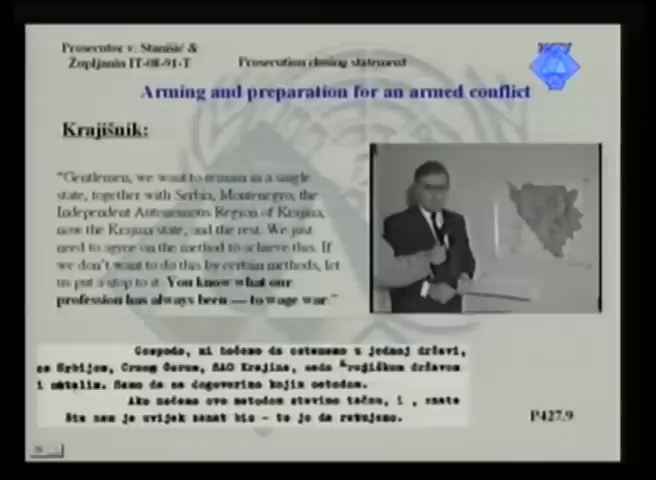 Prosecutor v. Stanišić &
Župljanin IT-08-91-T
Prosecution closing statement
ICTY
Arming and preparation for an armed conflict
Krajišnik:
"Gentlemen, we want to remain in a single
state, together with Serbia, Montenegro, the
Independent Autonomous Region of Krajina,
now the Krajina state, and the rest. We just
need to agree on the method to achieve this. If
we don't want to do this by certain methods, let
us put a stop to it. You know what our
profession has always been — to wage war."
Gospodo, mi hoćemo da ostanemo u jednoj državi,
sa Srbijom, Crnom Gorom, SAO Krajina, sada državom
i ostalim. Samo da se dogovorimo kojim metodom.
Ako nećemo ovo metodom stavimo tačku, i , znate
šta nam je uvijek zanat bio - to je da ratujemo.
P427.9